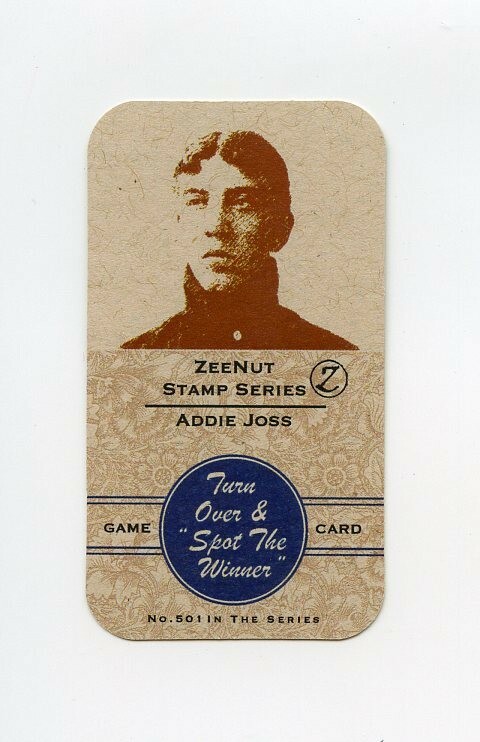 ZEENUT
STAMP SERIES Z
ADDIE JOSS
Turn
Over &
GAME "Spot The CARD
Winner"
No.501 IN THE SERIES